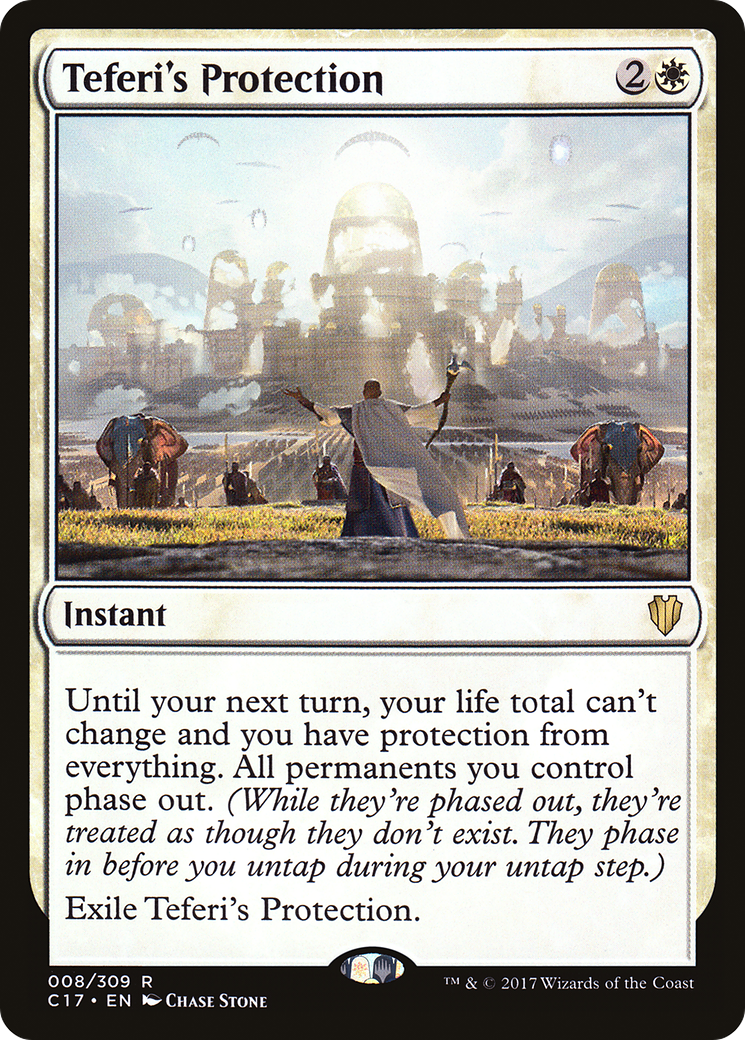 Teferi's Protection 2
Instant
Until your next turn, your life total can't
change and you have protection from
everything. All permanents you control
phase out. (While they're phased out, they're
treated as though they don't exist. They phase
in before you untap during your untap step.)
Exile Teferi's Protection.
008/309 R
C17 • EN Chase Stone
™ & © 2017 Wizards of the Coast